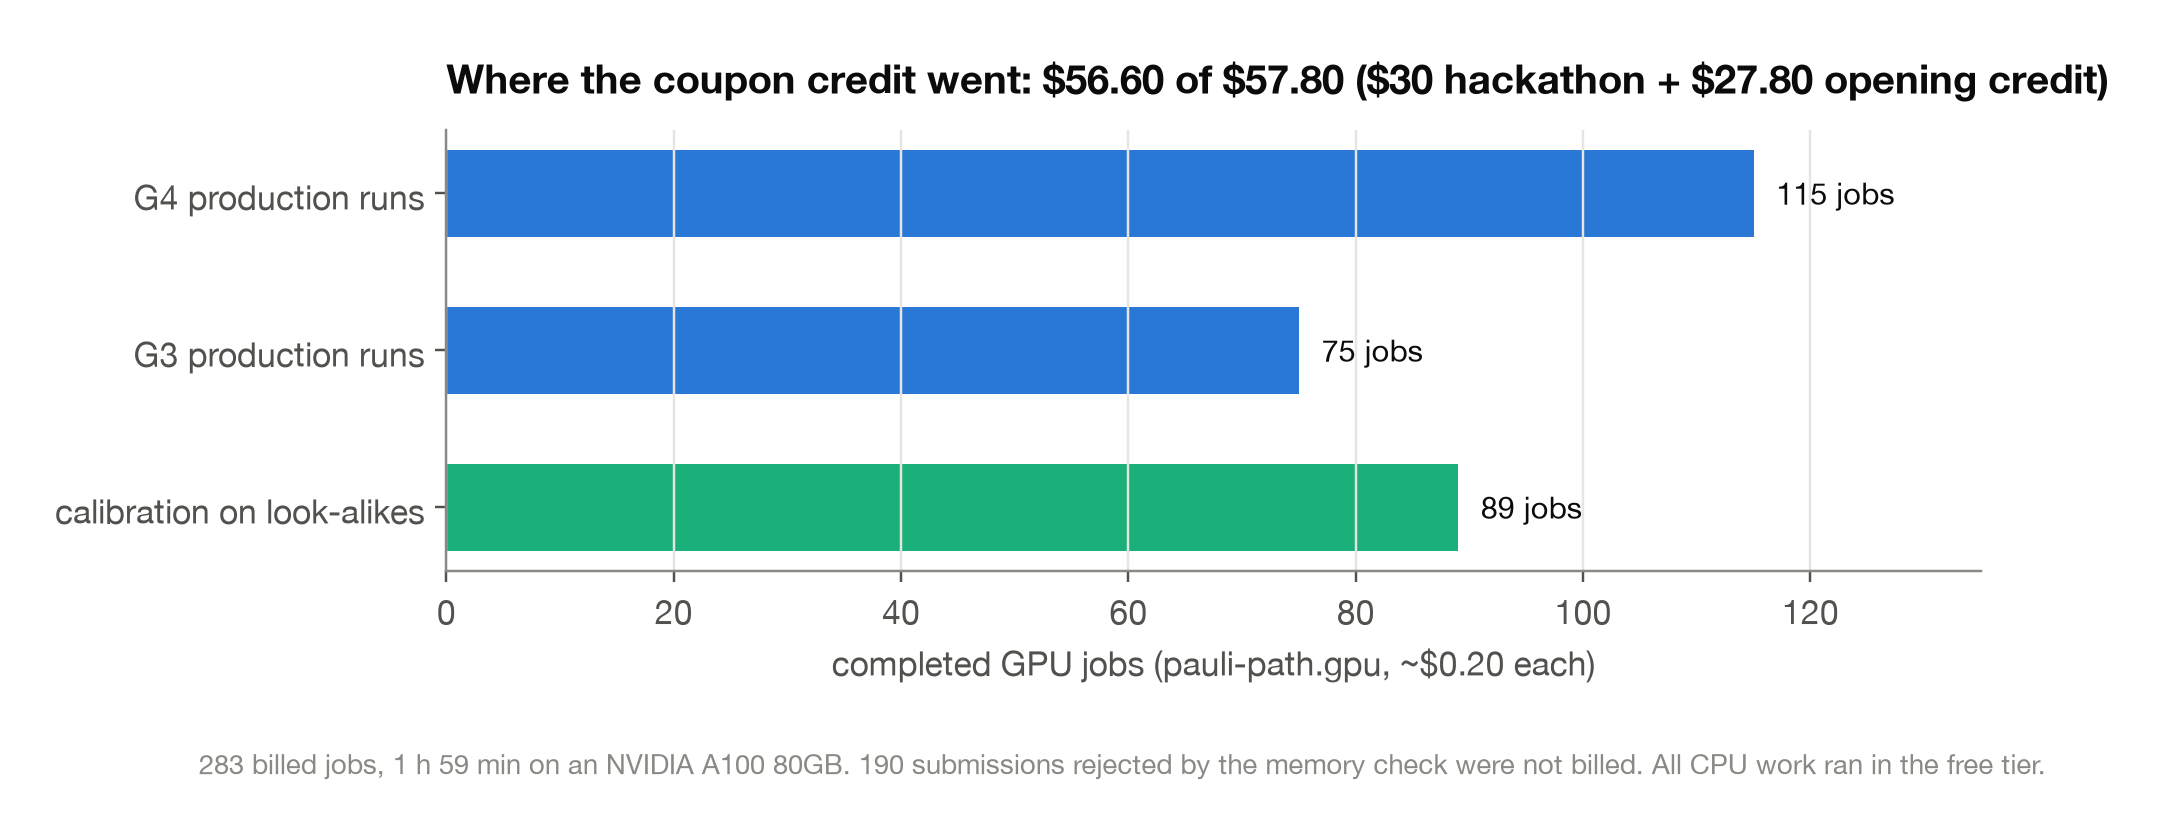 Where the coupon credit went: $56.60 of $57.80 ($30 hackathon + $27.80 opening credit)
G4 production runs
115 jobs
G3 production runs
75 jobs
calibration on look-alikes
89 jobs
0 20 40 60 80 100 120
completed GPU jobs (pauli-path.gpu, ~$0.20 each)
283 billed jobs, 1 h 59 min on an NVIDIA A100 80GB. 190 submissions rejected by the memory check were not billed. All CPU work ran in the free tier.